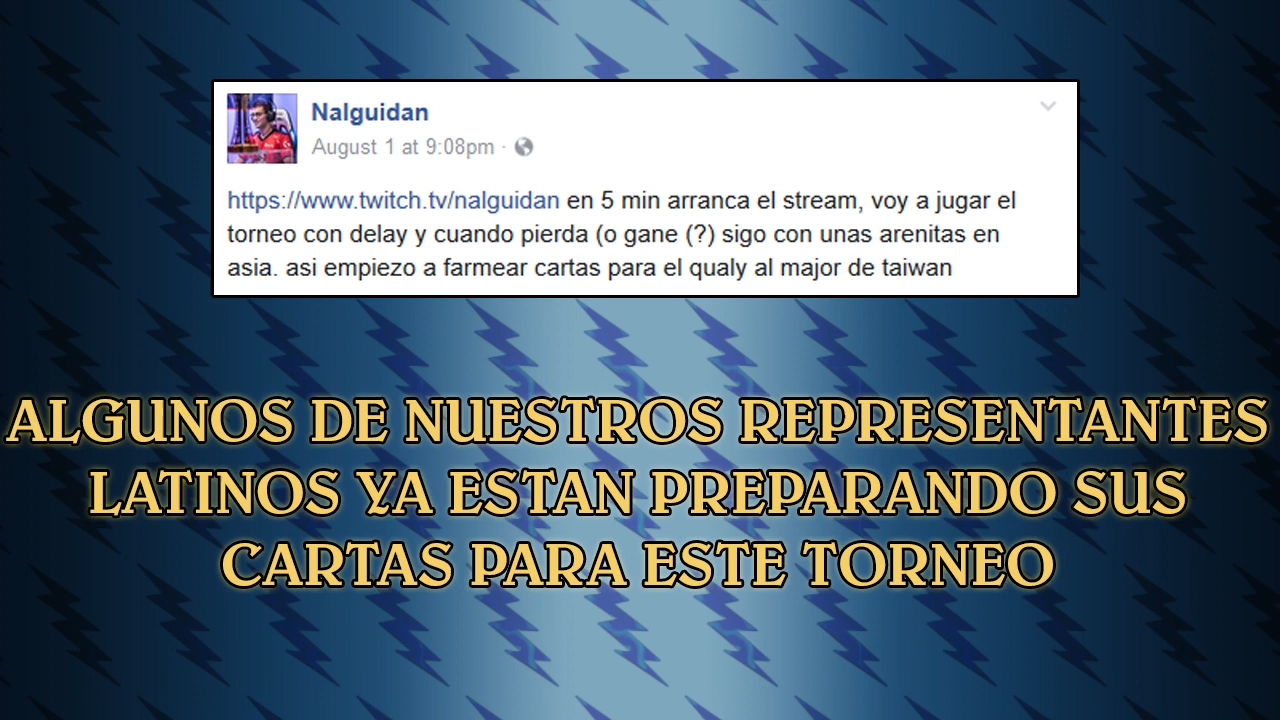 Nalguidan
August 1 at 9:08pm ·
https://www.twitch.tv/nalguidan en 5 min arranca el stream, voy a jugar el
torneo con delay y cuando pierda (o gane (?) sigo con unas arenitas en
asia. asi empiezo a farmear cartas para el qualy al major de taiwan
ALGUNOS DE NUESTROS REPRESENTANTES
LATINOS YA ESTAN PREPARANDO SUS
CARTAS PARA ESTE TORNEO